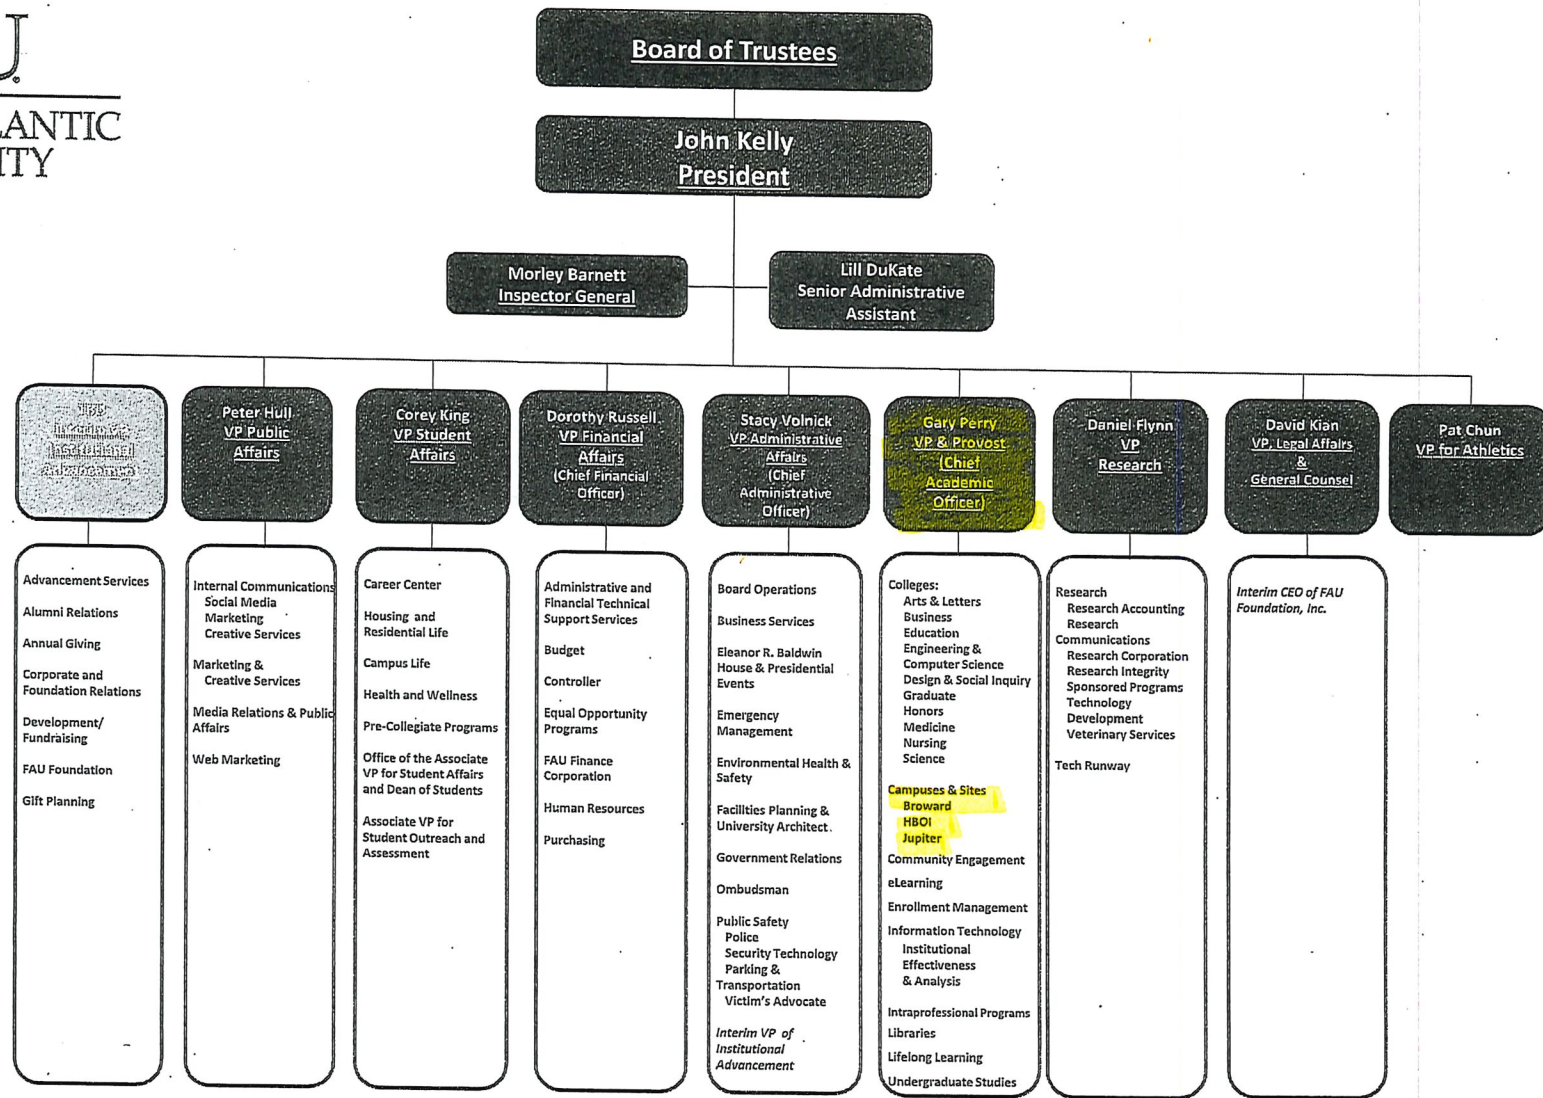 U
LANTIC
ITY
Board of Trustees
John Kelly
President
Morley Barnett
Inspector General
Lill DuKate
Senior Administrative
Assistant
TBD
Institutional
Advancement
Peter Hull
VP Public
Affairs
Corey King
VP Student
Affairs
Dorothy Russell
VP Financial
Affairs
(Chief Financial
Officer)
Stacy Volnick
VP Administrative
Affairs
(Chief
Administrative
Officer)
Gary Perry
VP & Provost
(Chief
Academic
Officer)
Daniel Flynn
VP
Research
David Kian
VP, Legal Affairs
&
General Counsel
Pat Chun
VP for Athletics
Advancement Services
Alumni Relations
Annual Giving
Corporate and
Foundation Relations
Development/
Fundraising
FAU Foundation
Gift Planning
Internal Communications
Social Media
Marketing
Creative Services
Marketing &
Creative Services
Media Relations & Public
Affairs
Web Marketing
Career Center
Housing and
Residential Life
Campus Life
Health and Wellness
Pre-Collegiate Programs
Office of the Associate
VP for Student Affairs
and Dean of Students
Associate VP for
Student Outreach and
Assessment
Administrative and
Financial Technical
Support Services
Budget
Controller
Equal Opportunity
Programs
FAU Finance
Corporation
Human Resources
Purchasing
Board Operations
Business Services
Eleanor R. Baldwin
House & Presidential
Events
Emergency
Management
Environmental Health &
Safety
Facilities Planning &
University Architect
Government Relations
Ombudsman
Public Safety
Police
Security Technology
Parking &
Transportation
Victim's Advocate
Interim VP of
Institutional
Advancement
Colleges:
Arts & Letters
Business
Education
Engineering &
Computer Science
Design & Social Inquiry
Graduate
Honors
Medicine
Nursing
Science
Campuses & Sites
Broward
HBOI
Jupiter
Community Engagement
eLearning
Enrollment Management
Information Technology
Institutional
Effectiveness
& Analysis
Intraprofessional Programs
Libraries
Lifelong Learning
Undergraduate Studies
Research
Research Accounting
Research
Communications
Research Corporation
Research Integrity
Sponsored Programs
Technology
Development
Veterinary Services
Tech Runway
Interim CEO of FAU
Foundation, Inc.